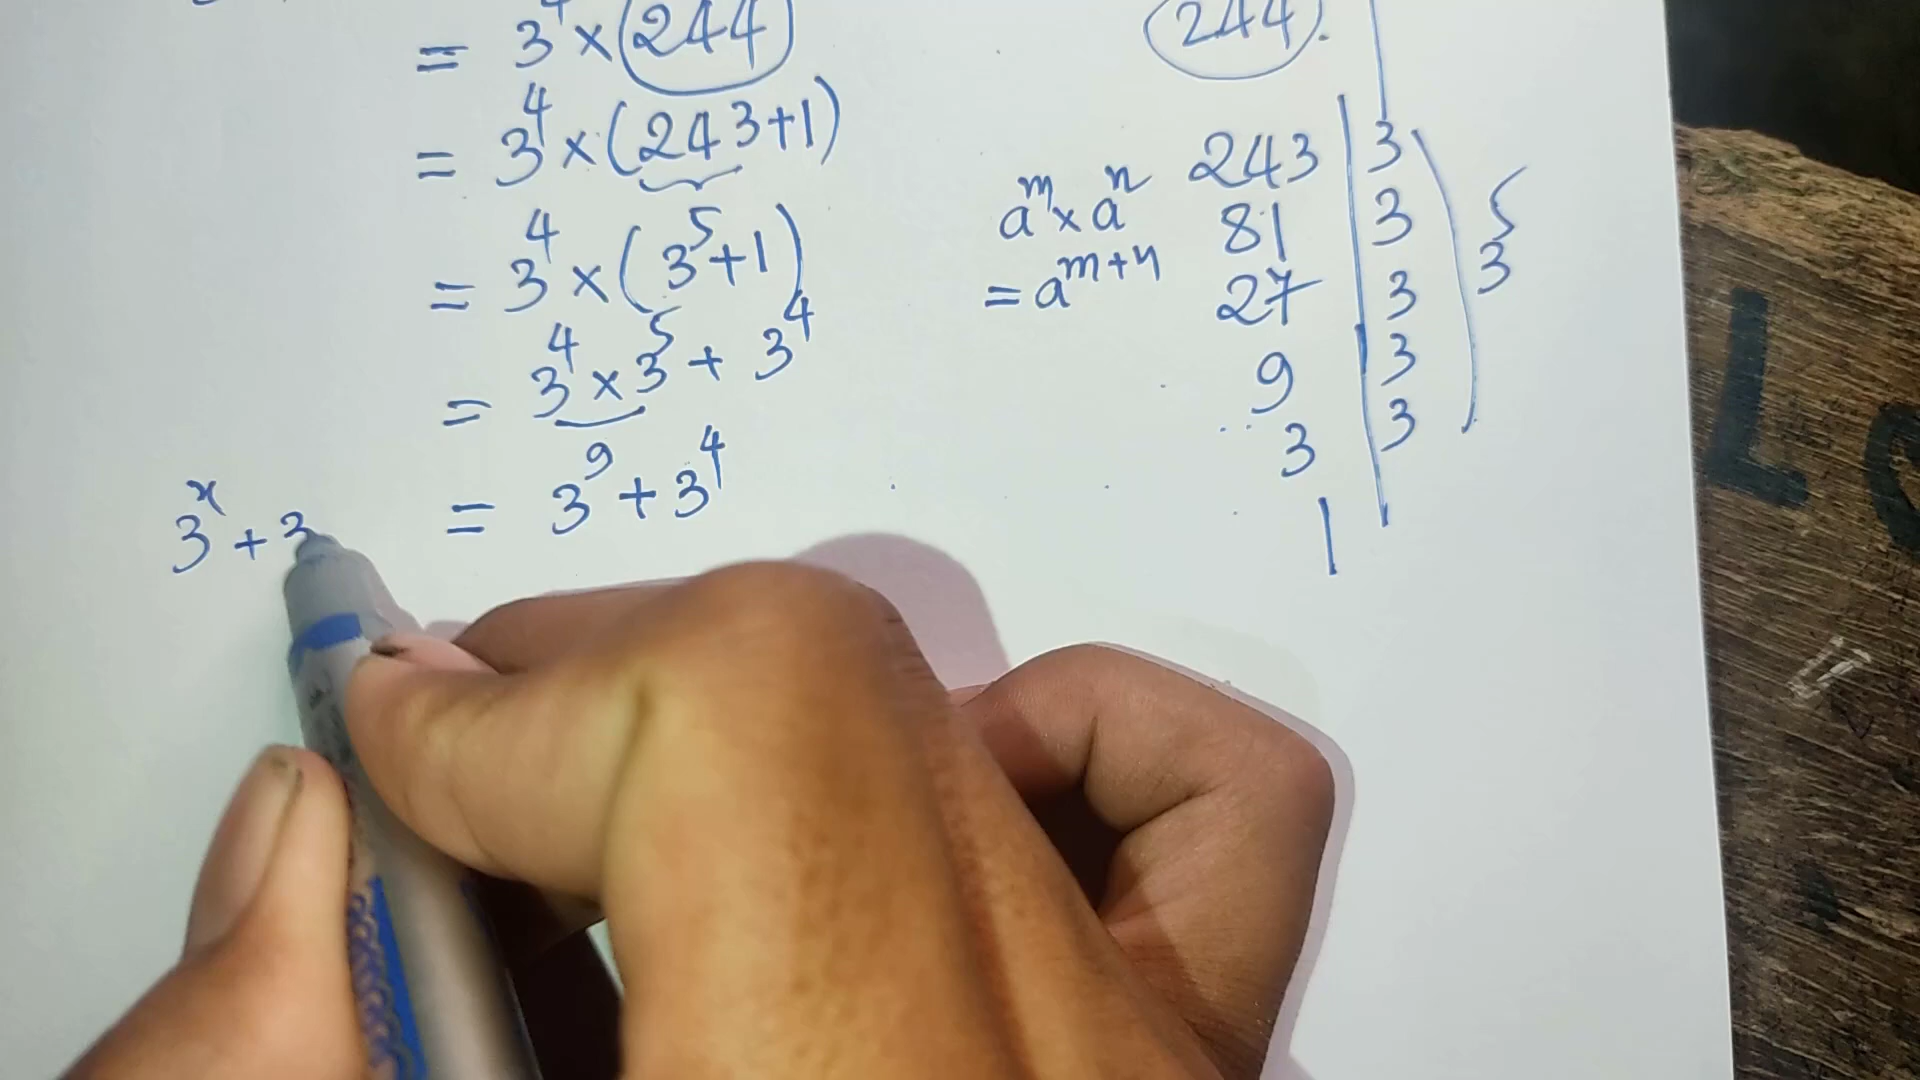 = 3⁴ × (244)
244.
= 3⁴ × (243+1)
= 3⁴ × (3⁵+1)
= 3⁴ × 3⁵ + 3⁴
3ˣ + 3
= 3⁹ + 3⁴
aᵐ × aⁿ
= aᵐ⁺ⁿ
243 | 3
81 | 3
27 | 3
9 | 3
3 | 3
1
3⁵
L